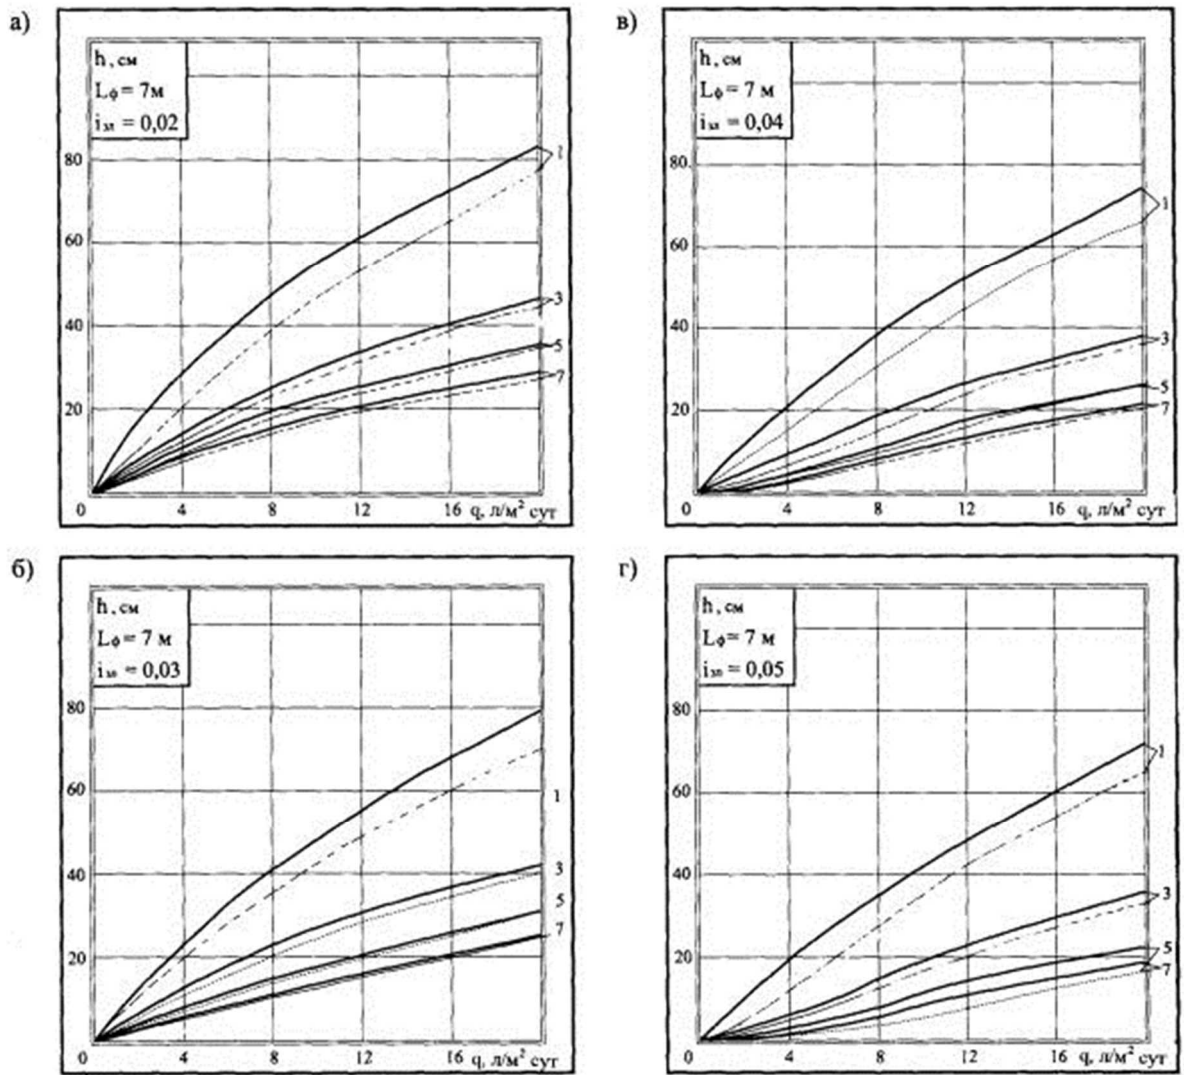 а)
h, см
Lф = 7м
iзл = 0,02
80
60
40
20
0
4
8
12
16
q, л/м² сут
1
3
5
7
в)
h, см
Lф = 7 м
iзл = 0,04
80
60
40
20
0
4
8
12
16
q, л/м² сут
1
3
5
7
б)
h, см
Lф = 7 м
iзл = 0,03
80
60
40
20
0
4
8
12
16
q, л/м² сут
1
3
5
7
г)
h, см
Lф = 7 м
iзл = 0,05
80
60
40
20
0
4
8
12
16
q, л/м² сут
1
3
5
7